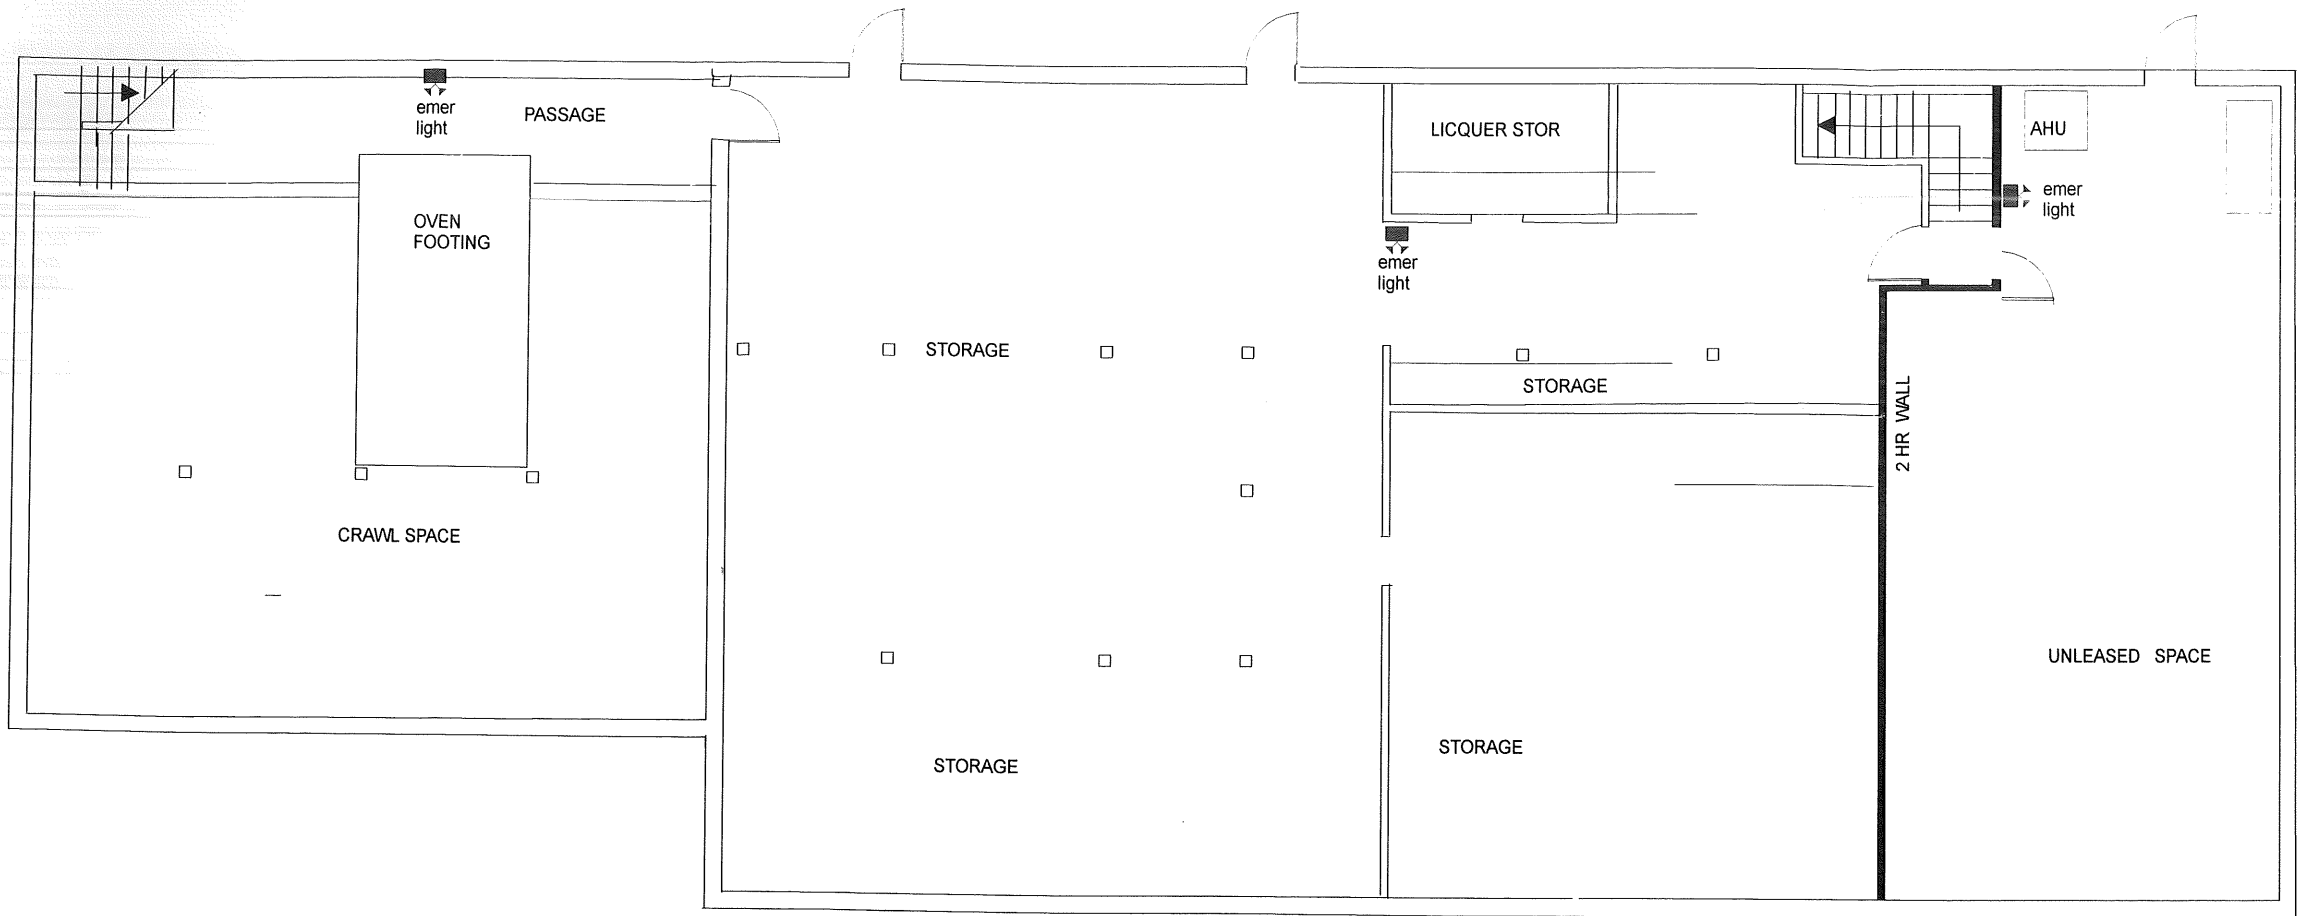 emer
light
PASSAGE
LICQUER STOR
AHU
emer
light
OVEN
FOOTING
emer
light
STORAGE
STORAGE
2 HR WALL
CRAWL SPACE
UNLEASED SPACE
STORAGE
STORAGE